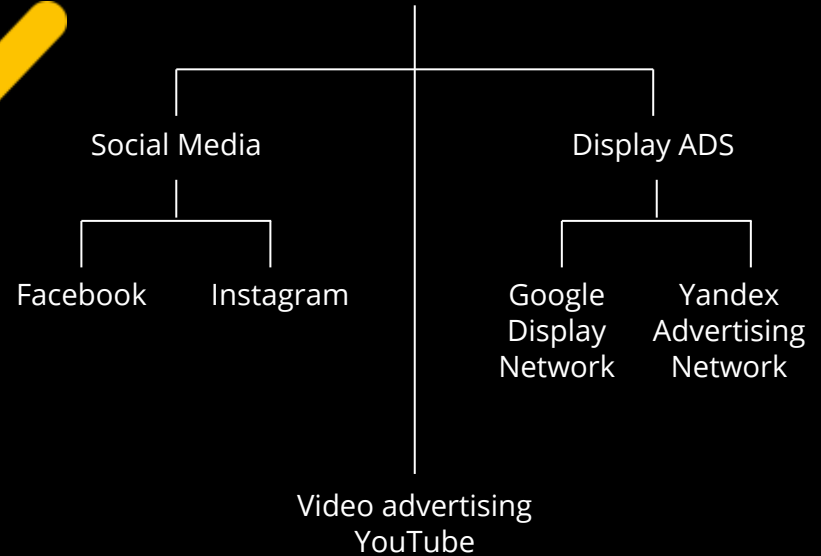 Social Media
Display ADS
Facebook
Instagram
Google
Display
Network
Yandex
Advertising
Network
Video advertising
YouTube